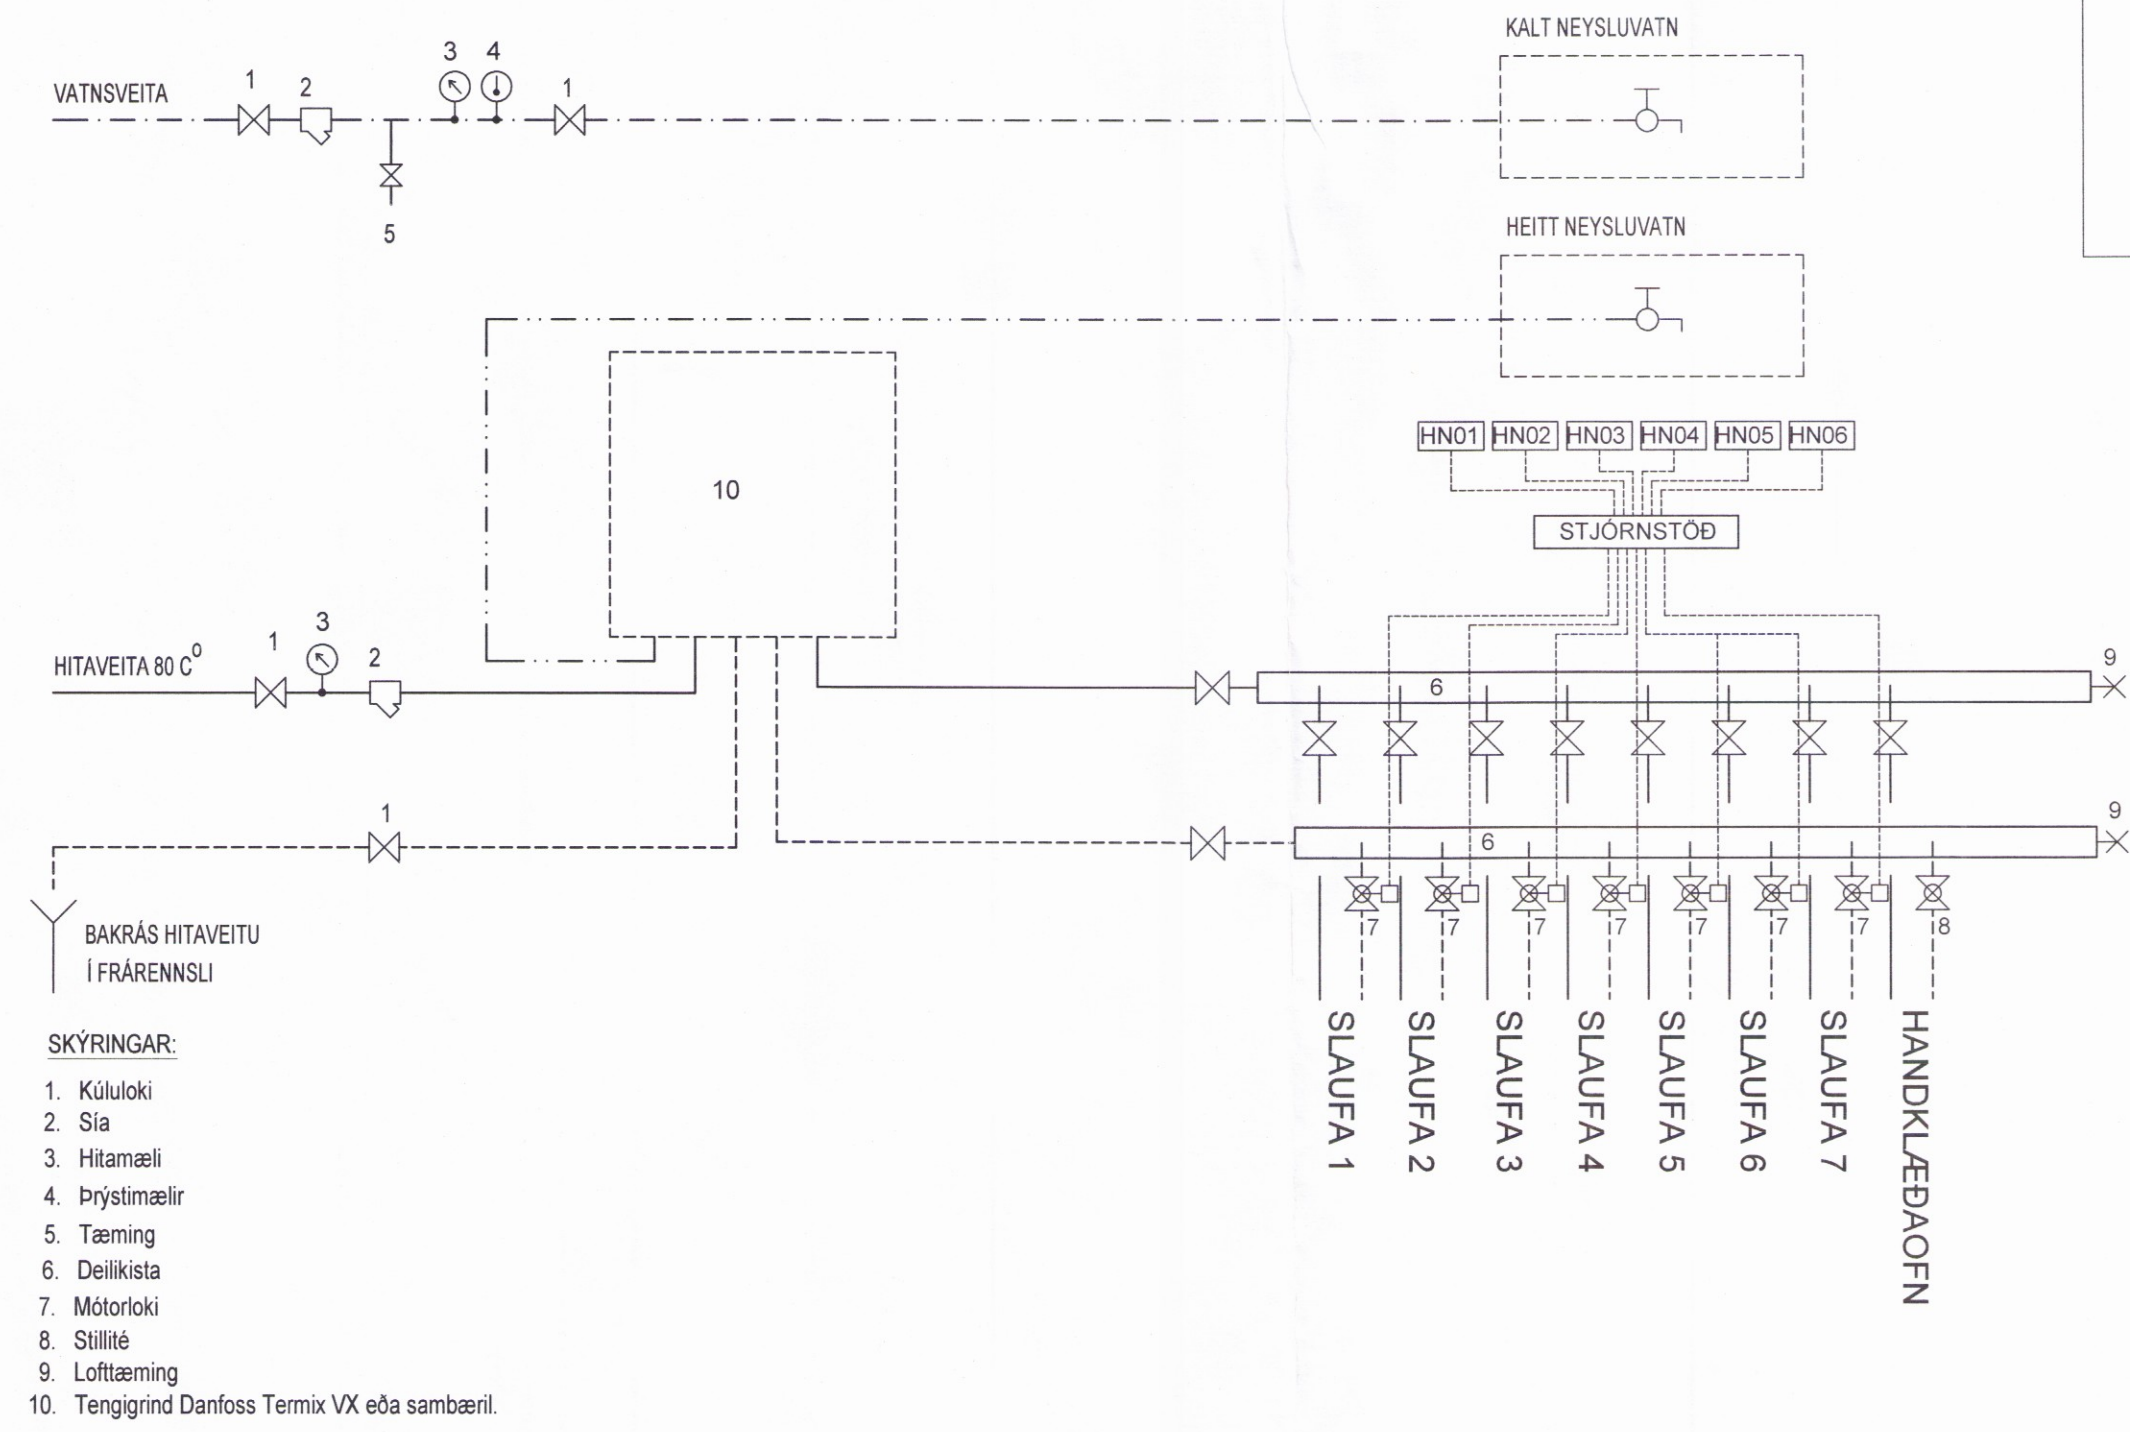 KALT NEYSLUVATN
VATNSVEITA
1
2
3
4
1
5
HEITT NEYSLUVATN
10
HN01 HN02 HN03 HN04 HN05 HN06
STJÓRNSTÖÐ
HITAVEITA 80 C⁰
1
3
2
6
9
1
6
9
7
7
7
7
7
7
7
8
BAKRÁS HITAVEITU
Í FRÁRENNSLI
SLAUFA 1
SLAUFA 2
SLAUFA 3
SLAUFA 4
SLAUFA 5
SLAUFA 6
SLAUFA 7
HANDKLÆÐAOFN
SKÝRINGAR:
1. Kúluloki
2. Sía
3. Hitamæli
4. Þrýstimælir
5. Tæming
6. Deilikista
7. Mótorloki
8. Stillité
9. Lofttæming
10. Tengigrind Danfoss Termix VX eða sambæril.